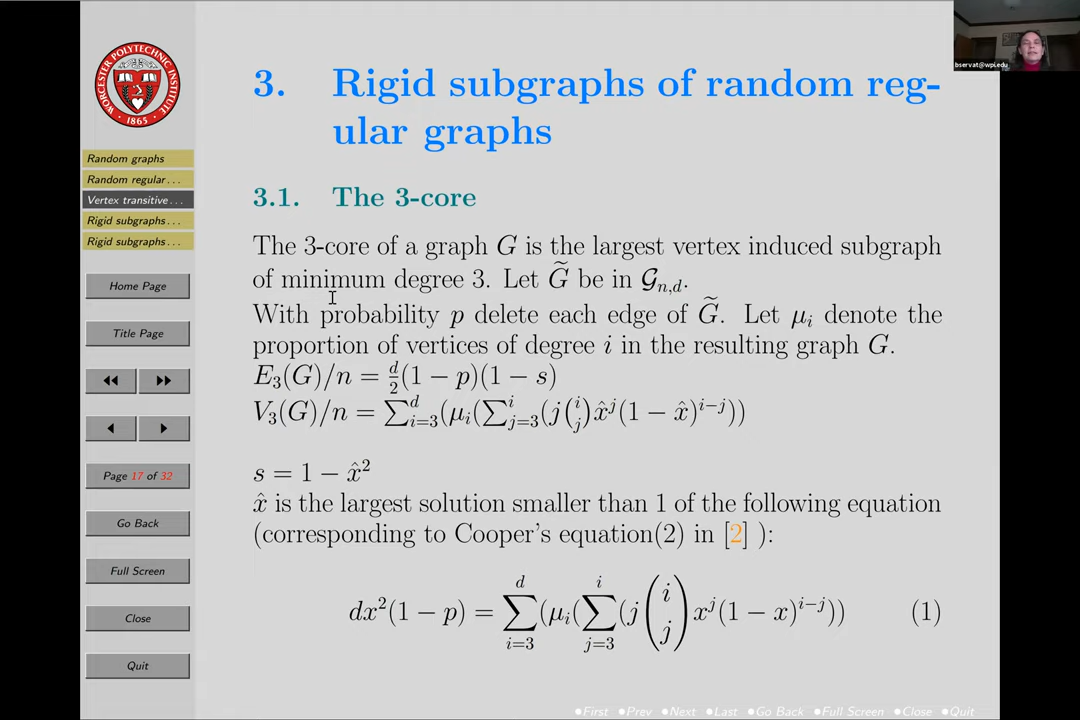 bservat@wpi.edu
WORCESTER POLYTECHNIC INSTITUTE
1865
Random graphs
Random regular . . .
Vertex transitive . . .
Rigid subgraphs . . .
Rigid subgraphs . . .
Home Page
Title Page
◀◀ ▶▶
◀ ▶
Page 17 of 32
Go Back
Full Screen
Close
Quit
3. Rigid subgraphs of random reg-
ular graphs
3.1. The 3-core
The 3-core of a graph G is the largest vertex induced subgraph
of minimum degree 3. Let G̃ be in 𝒢ₙ,d.
With probability p delete each edge of G̃. Let μᵢ denote the
proportion of vertices of degree i in the resulting graph G.
E₃(G)/n = d/2 (1 − p)(1 − s)
V₃(G)/n = ∑_{i=3}^{d}(μᵢ(∑_{j=3}^{i}(j\binom{i}{j}x̂^j(1 − x̂)^{i−j}))
s = 1 − x̂²
x̂ is the largest solution smaller than 1 of the following equation
(corresponding to Cooper's equation(2) in [2] ):
dx²(1 − p) = ∑_{i=3}^{d}(μᵢ(∑_{j=3}^{i}(j\binom{i}{j}x^j(1 − x)^{i−j})) (1)
•First •Prev •Next •Last •Go Back •Full Screen •Close •Quit